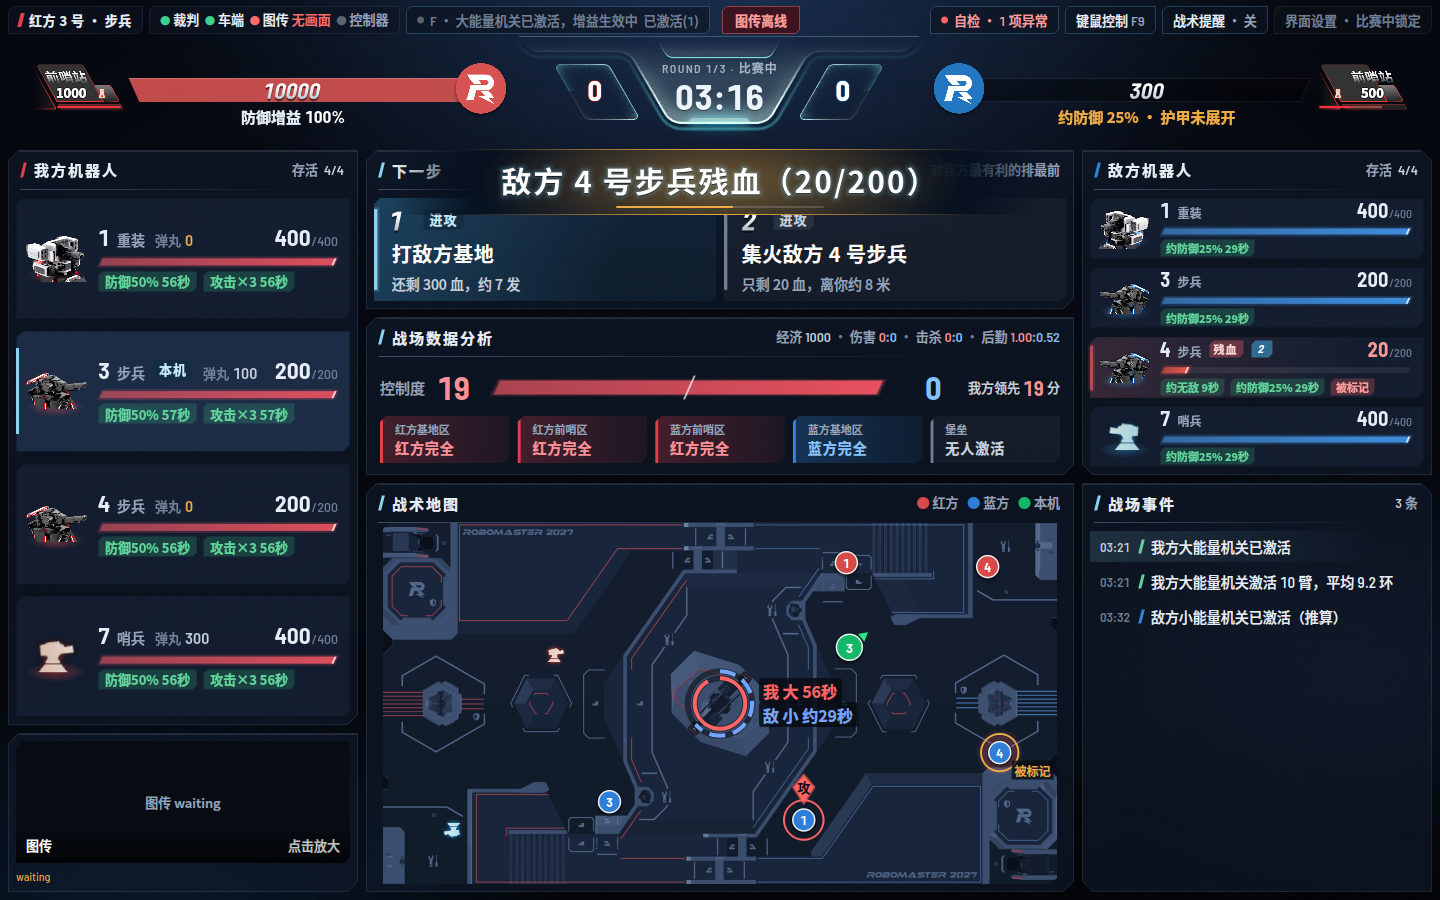 红方 3 号 · 步兵
裁判 车端 图传 无画面 控制器
F · 大能量机关已激活，增益生效中 已激活(1)
图传离线
自检 · 1 项异常
键鼠控制 F9
战术提醒 · 关
界面设置 · 比赛中锁定
前哨站
1000
10000
防御增益 100%
0
ROUND 1/3 · 比赛中
03:16
0
300
约防御 25% · 护甲未展开
前哨站
500
我方机器人 存活 4/4
1 重装 弹丸 0 400/400
防御50% 56秒 攻击×3 56秒
3 步兵 本机 弹丸 100 200/200
防御50% 57秒 攻击×3 57秒
4 步兵 弹丸 0 200/200
防御50% 56秒 攻击×3 56秒
7 哨兵 弹丸 300 400/400
防御50% 56秒 攻击×3 56秒
图传 waiting
图传 点击放大
waiting
下一步 对我方最有利的排最前
敌方 4 号步兵残血（20/200）
1 进攻
打敌方基地
还剩 300 血，约 7 发
2 进攻
集火敌方 4 号步兵
只剩 20 血，离你约 8 米
战场数据分析 经济 1000 · 伤害 0:0 · 击杀 0:0 · 后勤 1.00:0.52
控制度 19 0 我方领先 19 分
红方基地区
红方完全
红方前哨区
红方完全
蓝方前哨区
红方完全
蓝方基地区
蓝方完全
堡垒
无人激活
战术地图 红方 蓝方 本机
ROBOMASTER 2027
1
4
3
我 大 56秒
敌 小 约29秒
4
被标记
3
攻
1
ROBOMASTER 2027
敌方机器人 存活 4/4
1 重装 400/400
约防御25% 29秒
3 步兵 200/200
约防御25% 29秒
4 步兵 残血 2 20/200
约无敌 9秒 约防御25% 29秒 被标记
7 哨兵 400/400
约防御25% 29秒
战场事件 3 条
03:21 我方大能量机关已激活
03:21 我方大能量机关激活 10 臂，平均 9.2 环
03:32 敌方小能量机关已激活（推算）